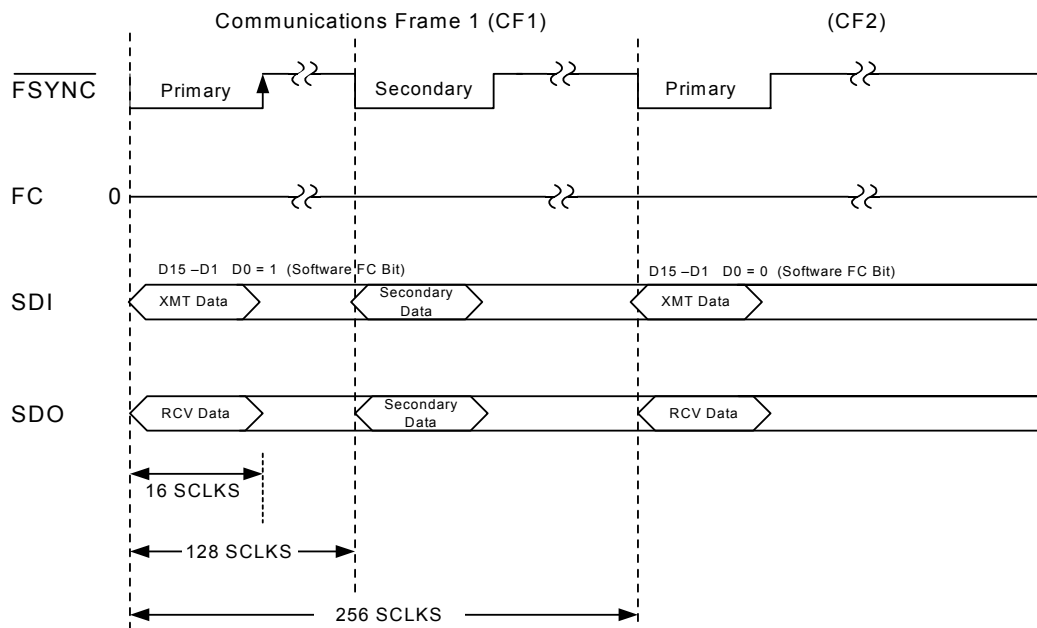 Communications Frame 1 (CF1) (CF2)
FSYNC Primary Secondary Primary
FC 0
D15 –D1 D0 = 1 (Software FC Bit) D15 –D1 D0 = 0 (Software FC Bit)
SDI XMT Data Secondary Data XMT Data
SDO RCV Data Secondary Data RCV Data
16 SCLKS
128 SCLKS
256 SCLKS